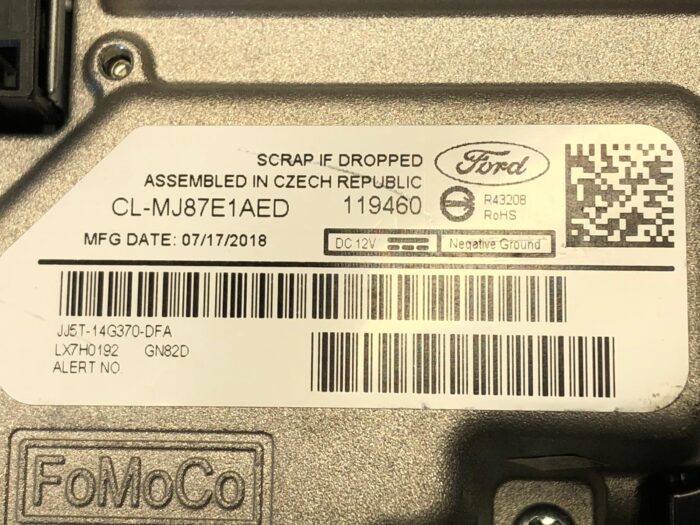 SCRAP IF DROPPED
ASSEMBLED IN CZECH REPUBLIC
Ford
CL-MJ87E1AED 119460
R43208
RoHS
MFG DATE: 07/17/2018
DC 12V Negative Ground
JJ5T-14G370-DFA
LX7H0192 GN82D
ALERT NO.
FoMoCo